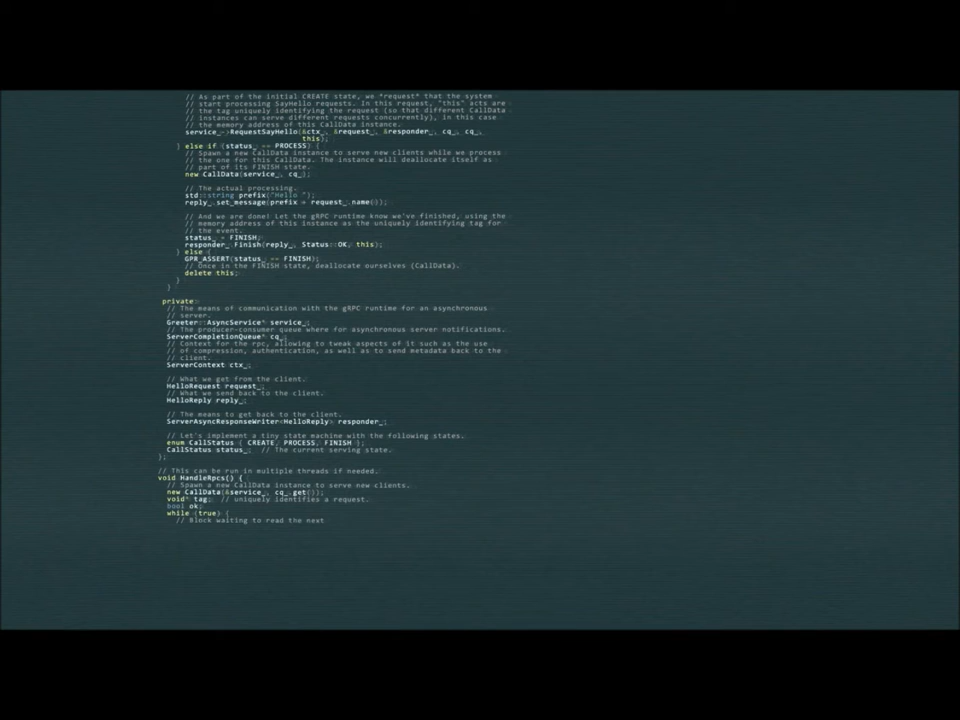 // As part of the initial CREATE state, we *request* that the system
// start processing SayHello requests. In this request, "this" acts are
// the tag uniquely identifying the request (so that different CallData
// instances can serve different requests concurrently), in this case
// the memory address of this CallData instance.
service_->RequestSayHello(&ctx_, &request_, &responder_, cq_, cq_,
this);
} else if (status_ == PROCESS) {
// Spawn a new CallData instance to serve new clients while we process
// the one for this CallData. The instance will deallocate itself as
// part of its FINISH state.
new CallData(service_, cq_);
// The actual processing.
std::string prefix("Hello ");
reply_.set_message(prefix + request_.name());
// And we are done! Let the gRPC runtime know we've finished, using the
// memory address of this instance as the uniquely identifying tag for
// the event.
status_ = FINISH;
responder_.Finish(reply_, Status::OK, this);
} else {
GPR_ASSERT(status_ == FINISH);
// Once in the FINISH state, deallocate ourselves (CallData).
delete this;
}
}
private:
// The means of communication with the gRPC runtime for an asynchronous
// server.
Greeter::AsyncService* service_;
// The producer-consumer queue where for asynchronous server notifications.
ServerCompletionQueue* cq_;
// Context for the rpc, allowing to tweak aspects of it such as the use
// of compression, authentication, as well as to send metadata back to the
// client.
ServerContext ctx_;
// What we get from the client.
HelloRequest request_;
// What we send back to the client.
HelloReply reply_;
// The means to get back to the client.
ServerAsyncResponseWriter<HelloReply> responder_;
// Let's implement a tiny state machine with the following states.
enum CallStatus { CREATE, PROCESS, FINISH };
CallStatus status_; // The current serving state.
};
// This can be run in multiple threads if needed.
void HandleRpcs() {
// Spawn a new CallData instance to serve new clients.
new CallData(&service_, cq_.get());
void* tag; // uniquely identifies a request.
bool ok;
while (true) {
// Block waiting to read the next